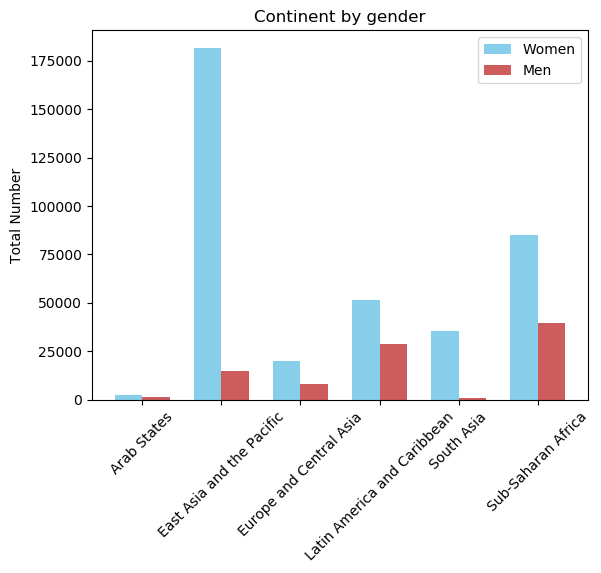 Continent by gender
Women
Men
Total Number
175000
150000
125000
100000
75000
50000
25000
0
Arab States
East Asia and the Pacific
Europe and Central Asia
Latin America and Caribbean
South Asia
Sub-Saharan Africa